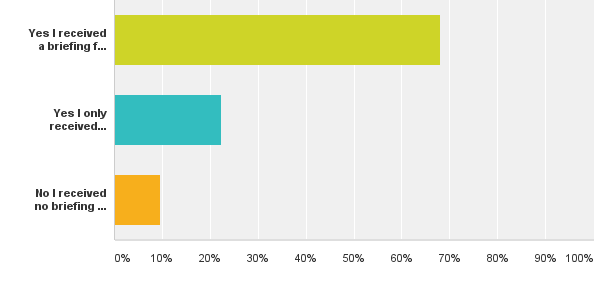 Yes I received
a briefing f...
Yes I only
received...
No I received
no briefing ...
0% 10% 20% 30% 40% 50% 60% 70% 80% 90% 100%